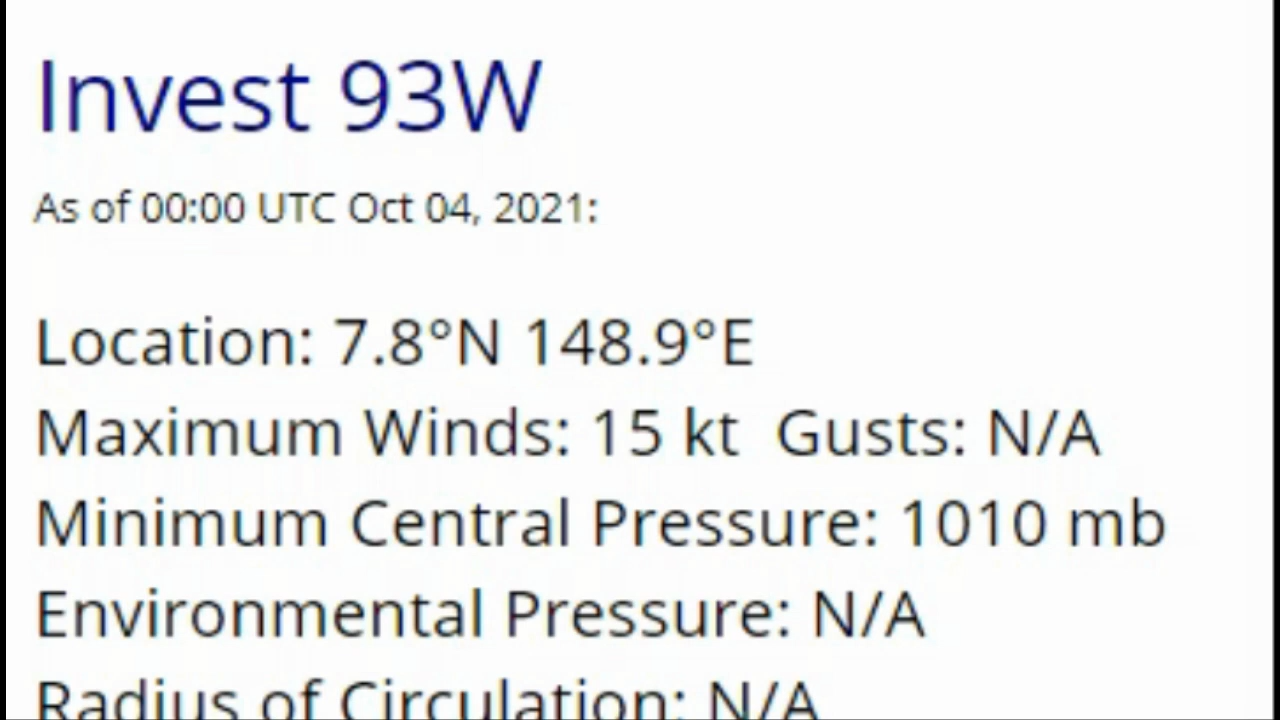 Invest 93W
As of 00:00 UTC Oct 04, 2021:
Location: 7.8°N 148.9°E
Maximum Winds: 15 kt  Gusts: N/A
Minimum Central Pressure: 1010 mb
Environmental Pressure: N/A
Radius of Circulation: N/A